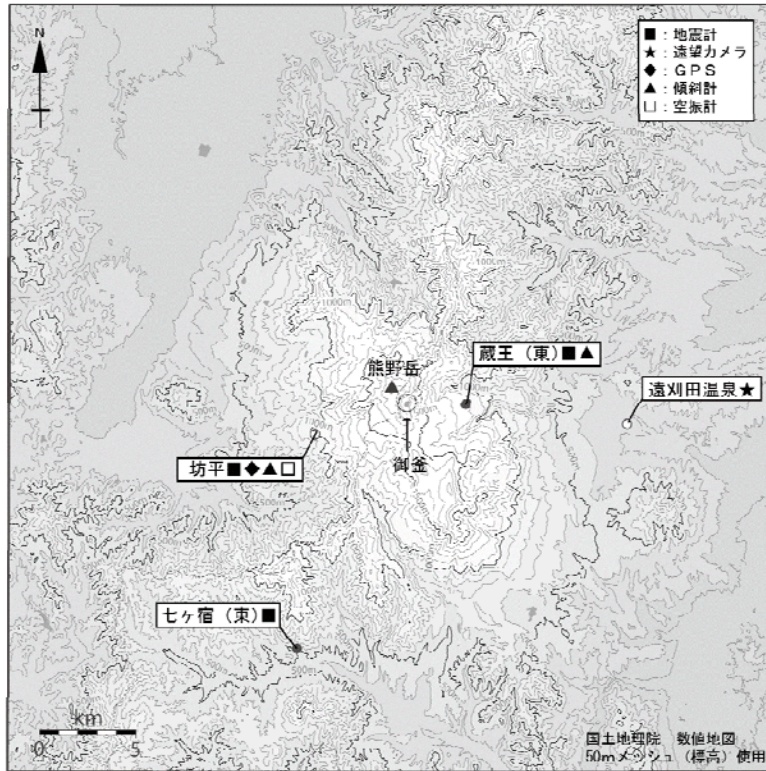 N
■:地震計
★:遠望カメラ
◆:GPS
▲:傾斜計
□:空振計
500m
1000m
1000m
1000m
熊野岳
蔵王(東)■▲
遠刈田温泉★
坊平■◆▲□
御釜
七ヶ宿(東)■
500m
km
0 5
国土地理院 数値地図
50mメッシュ(標高)使用